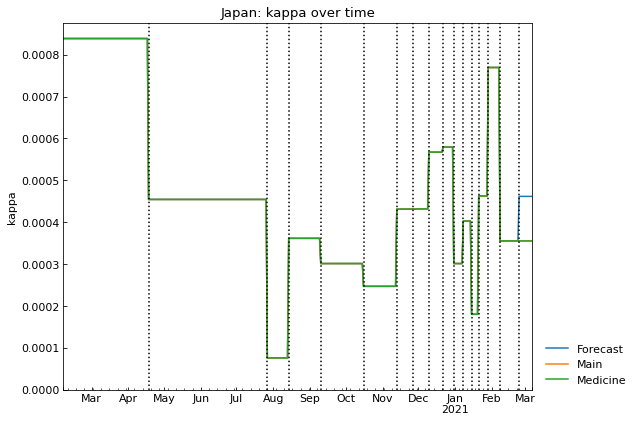 Japan: kappa over time
kappa
0.0008
0.0007
0.0006
0.0005
0.0004
0.0003
0.0002
0.0001
0.0000
Mar Apr May Jun Jul Aug Sep Oct Nov Dec Jan Feb Mar
2021
Forecast
Main
Medicine